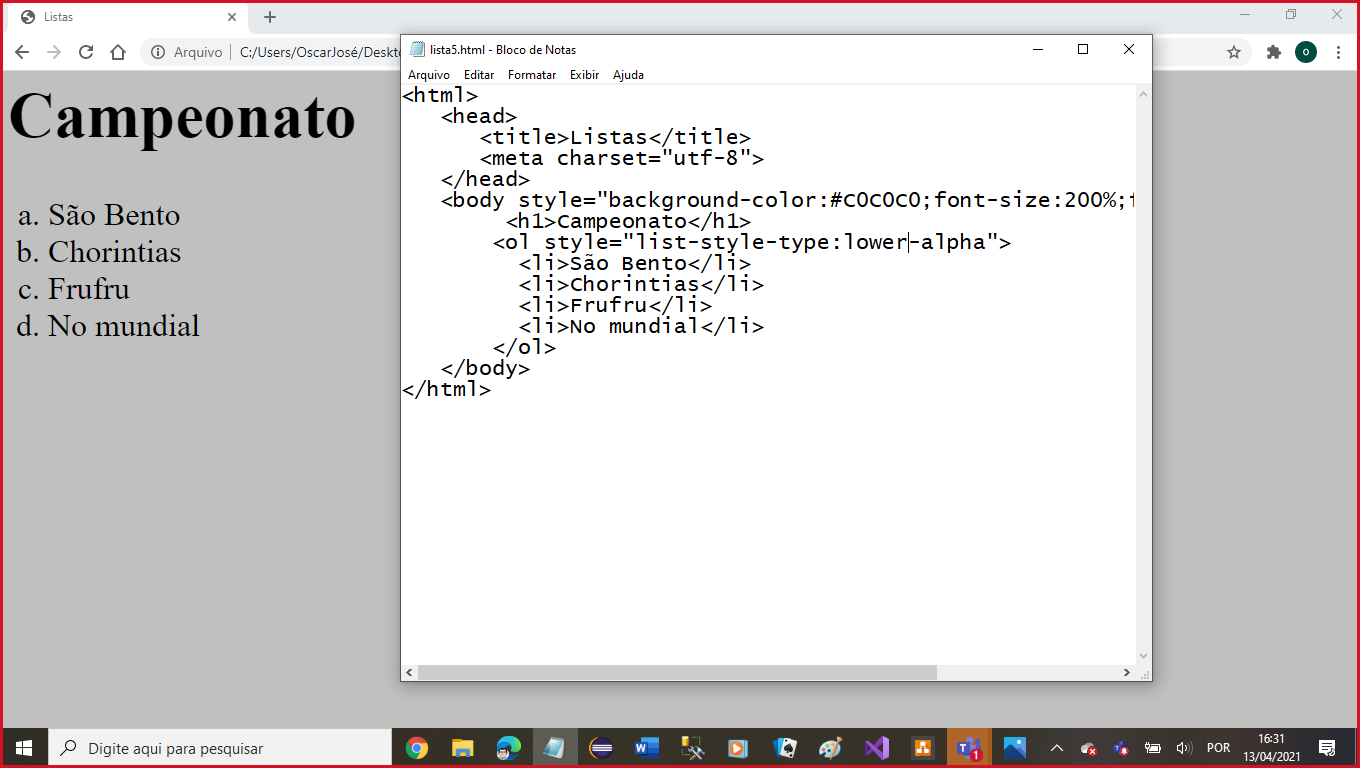 Listas
Arquivo
C:/Users/OscarJosé/Deskto
o
Campeonato
a. São Bento
b. Chorintias
c. Frufru
d. No mundial
lista5.html - Bloco de Notas
Arquivo Editar Formatar Exibir Ajuda
<html>
<head>
<title>Listas</title>
<meta charset="utf-8">
</head>
<body style="background-color:#C0C0C0;font-size:200%;
<h1>Campeonato</h1>
<ol style="list-style-type:lower-alpha">
<li>São Bento</li>
<li>Chorintias</li>
<li>Frufru</li>
<li>No mundial</li>
</ol>
</body>
</html>
Digite aqui para pesquisar
1
POR
16:31
13/04/2021